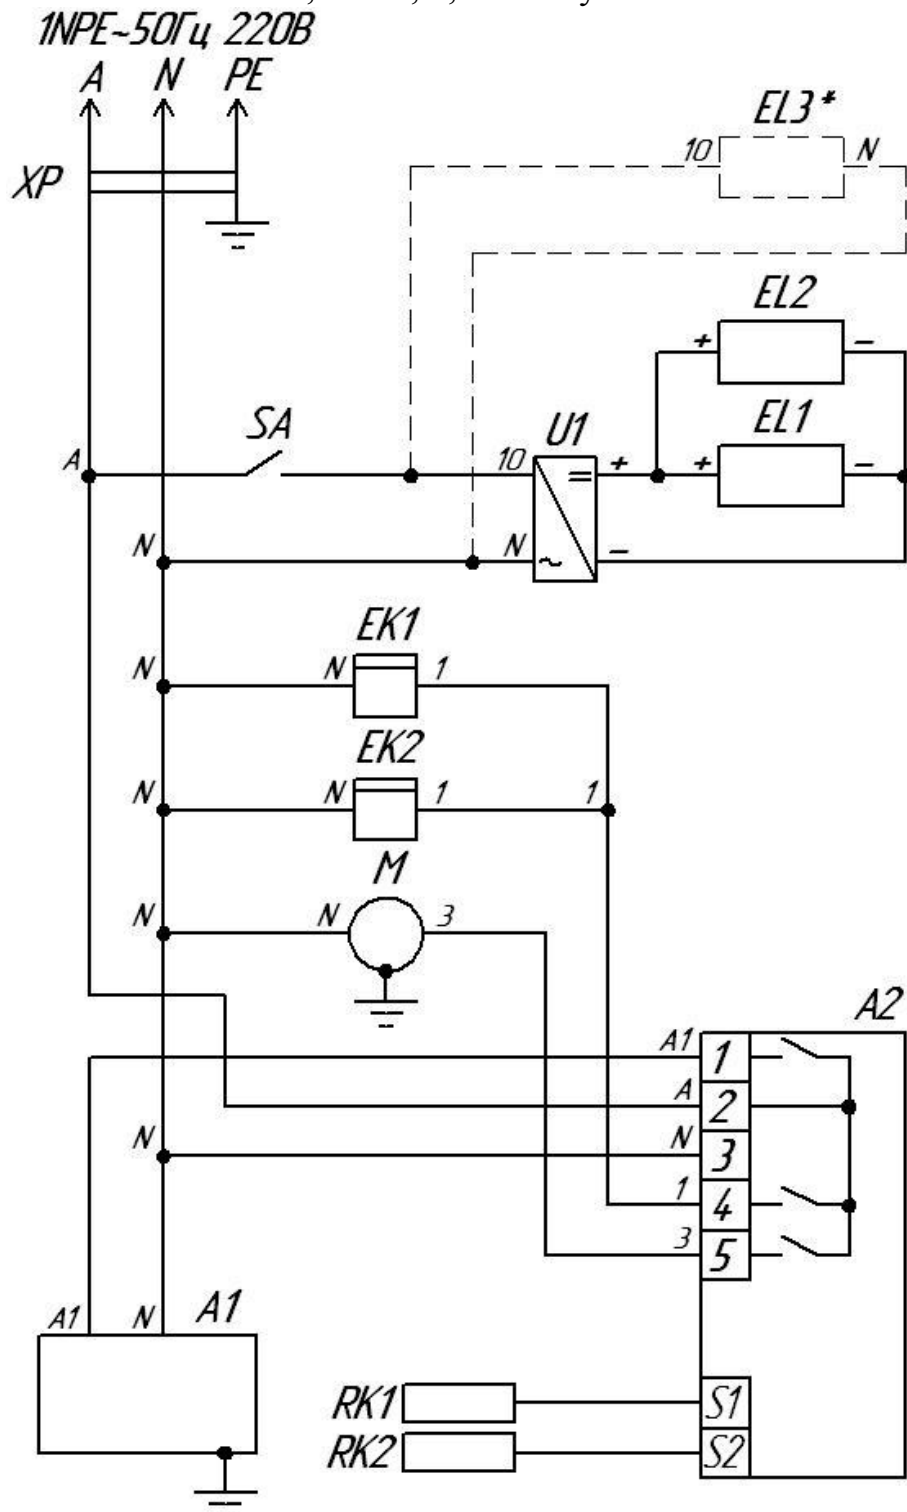 1NPE~50Гц 220В
A N PE
XP
EL3*
10 N
EL2
+ −
EL1
A SA 10 U1 + + −
N N ~ = −
EK1
N N 1
EK2
N N 1 1
M
N N 3
A2
A1 1
A 2
N N 3
1 4
3 5
A1 N A1
RK1 S1
RK2 S2